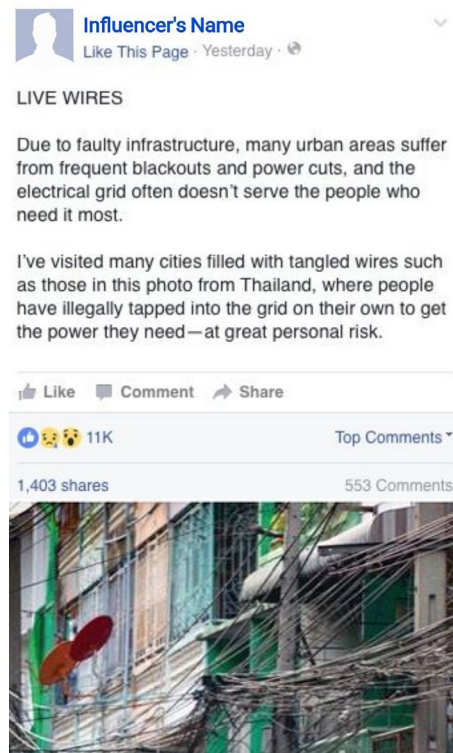 Influencer's Name
Like This Page · Yesterday ·
LIVE WIRES
Due to faulty infrastructure, many urban areas suffer
from frequent blackouts and power cuts, and the
electrical grid often doesn't serve the people who
need it most.
I've visited many cities filled with tangled wires such
as those in this photo from Thailand, where people
have illegally tapped into the grid on their own to get
the power they need—at great personal risk.
Like Comment Share
11K Top Comments
1,403 shares 553 Comments